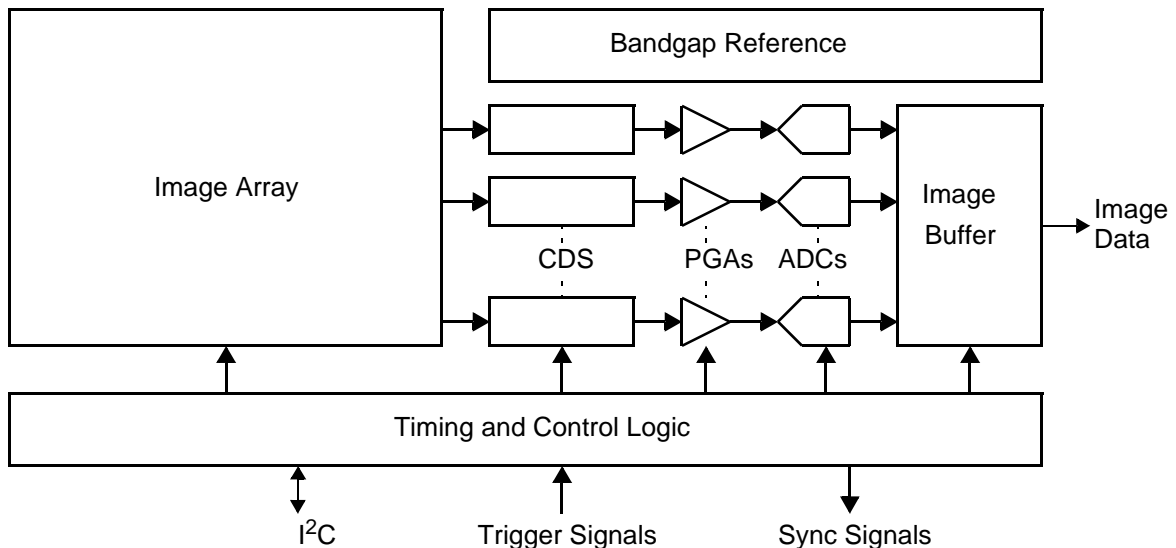 Bandgap Reference
Image Array
Image
Buffer
Image
Data
CDS
PGAs
ADCs
Timing and Control Logic
I²C
Trigger Signals
Sync Signals